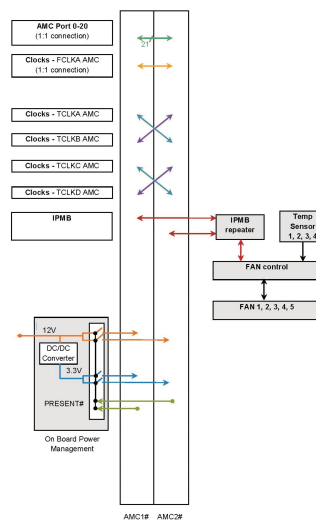 AMC Port 0-20
(1:1 connection)
21
Clocks - FCLKA AMC
(1:1 connection)
Clocks - TCLKA AMC
Clocks - TCLKB AMC
Clocks - TCLKC AMC
Clocks - TCLKD AMC
IPMB
IPMB
repeater
Temp
Sensor
1, 2, 3, 4
FAN control
FAN 1, 2, 3, 4, 5
12V
DC/DC
Converter
3.3V
PRESENT#
On Board Power
Management
AMC1# AMC2#